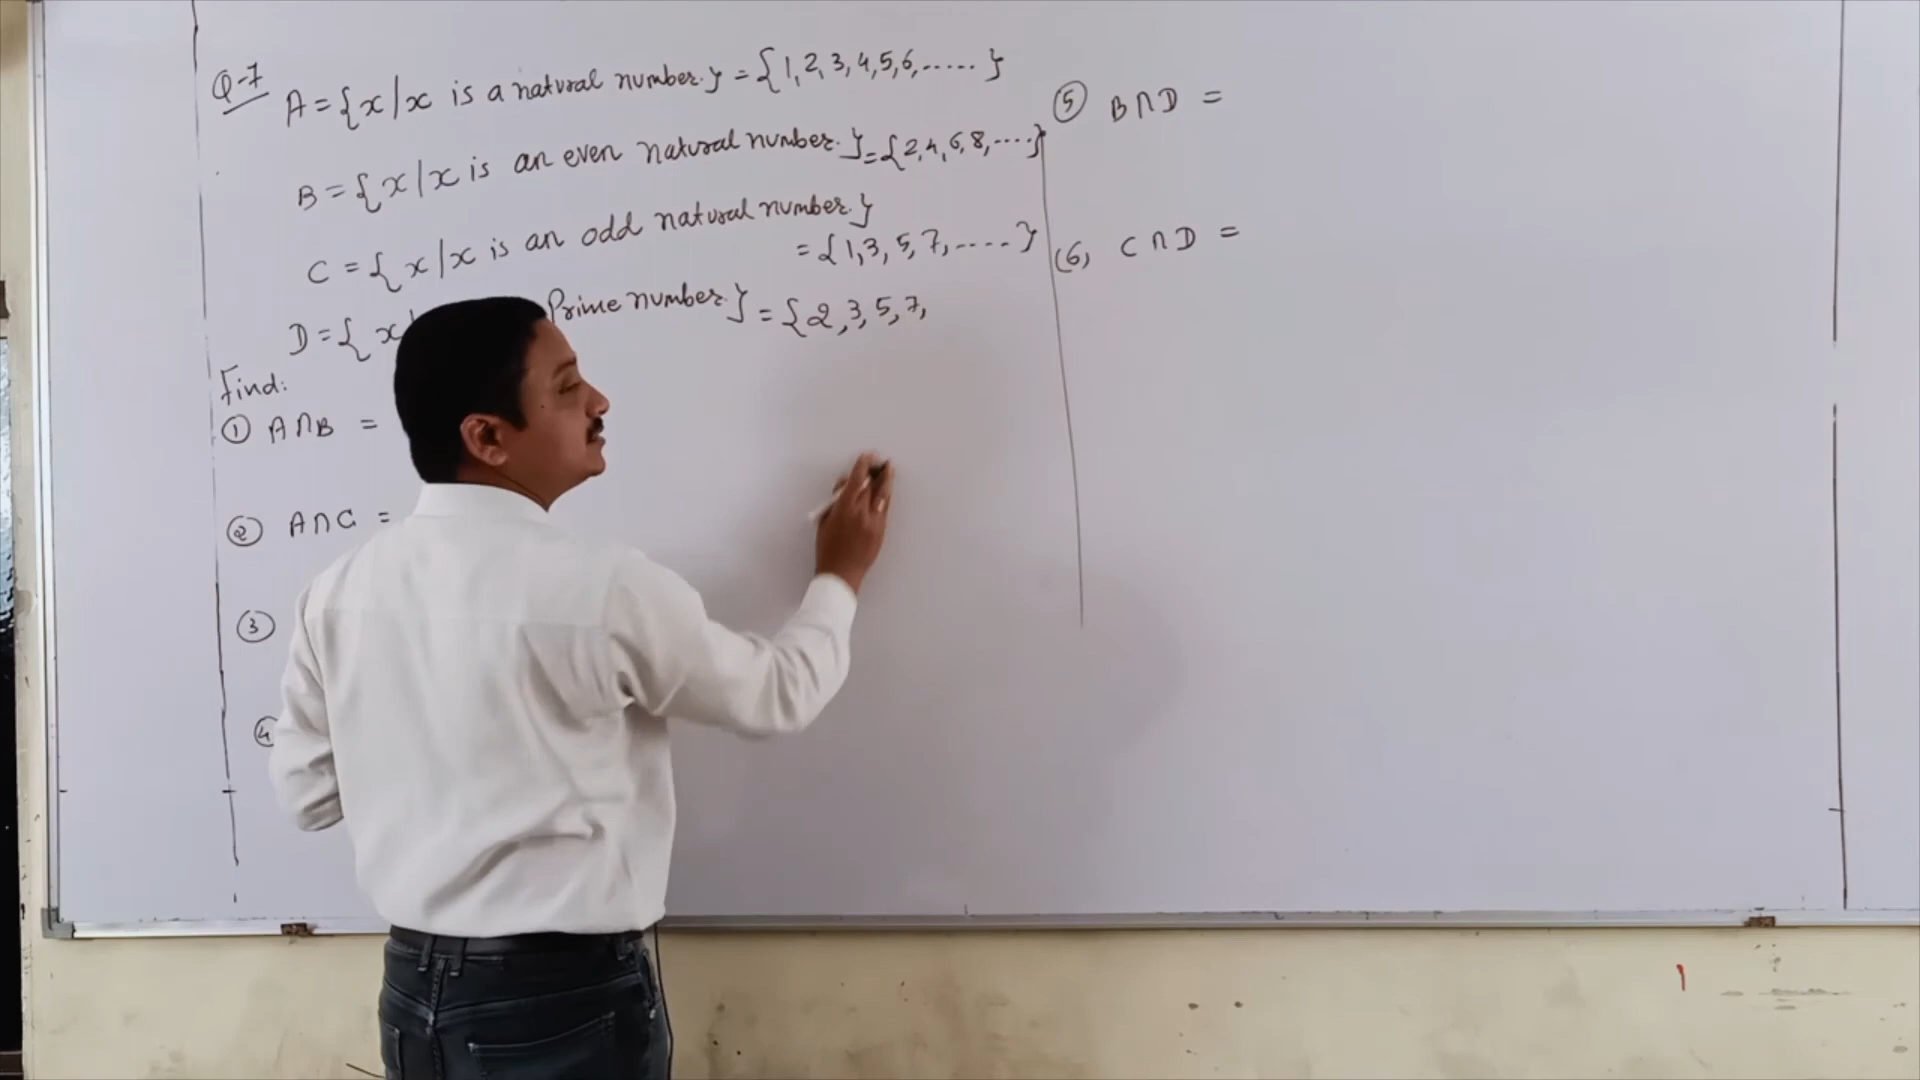 Q-7
A = {x/x is a natural number.} = {1, 2, 3, 4, 5, 6, ..... }
B = {x/x is an even natural number.} = {2, 4, 6, 8, ....}
C = {x/x is an odd natural number.}
= {1, 3, 5, 7, ..... }
D = {x Prime number.} = {2, 3, 5, 7,
Find:
① A∩B =
② A∩C =
③
④
⑤ B∩D =
(6, C∩D =